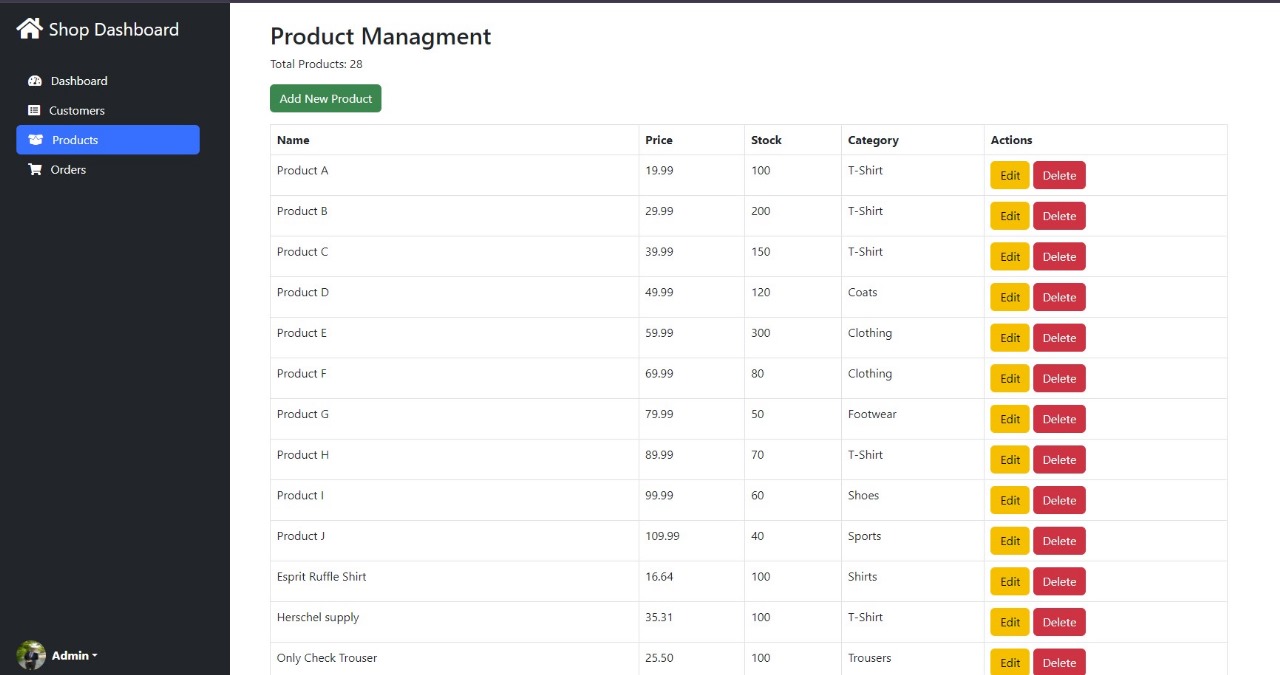 Shop Dashboard
Dashboard
Customers
Products
Orders
Admin
Product Managment
Total Products: 28
Add New Product
Name Price Stock Category Actions
Product A 19.99 100 T-Shirt Edit Delete
Product B 29.99 200 T-Shirt Edit Delete
Product C 39.99 150 T-Shirt Edit Delete
Product D 49.99 120 Coats Edit Delete
Product E 59.99 300 Clothing Edit Delete
Product F 69.99 80 Clothing Edit Delete
Product G 79.99 50 Footwear Edit Delete
Product H 89.99 70 T-Shirt Edit Delete
Product I 99.99 60 Shoes Edit Delete
Product J 109.99 40 Sports Edit Delete
Esprit Ruffle Shirt 16.64 100 Shirts Edit Delete
Herschel supply 35.31 100 T-Shirt Edit Delete
Only Check Trouser 25.50 100 Trousers Edit Delete